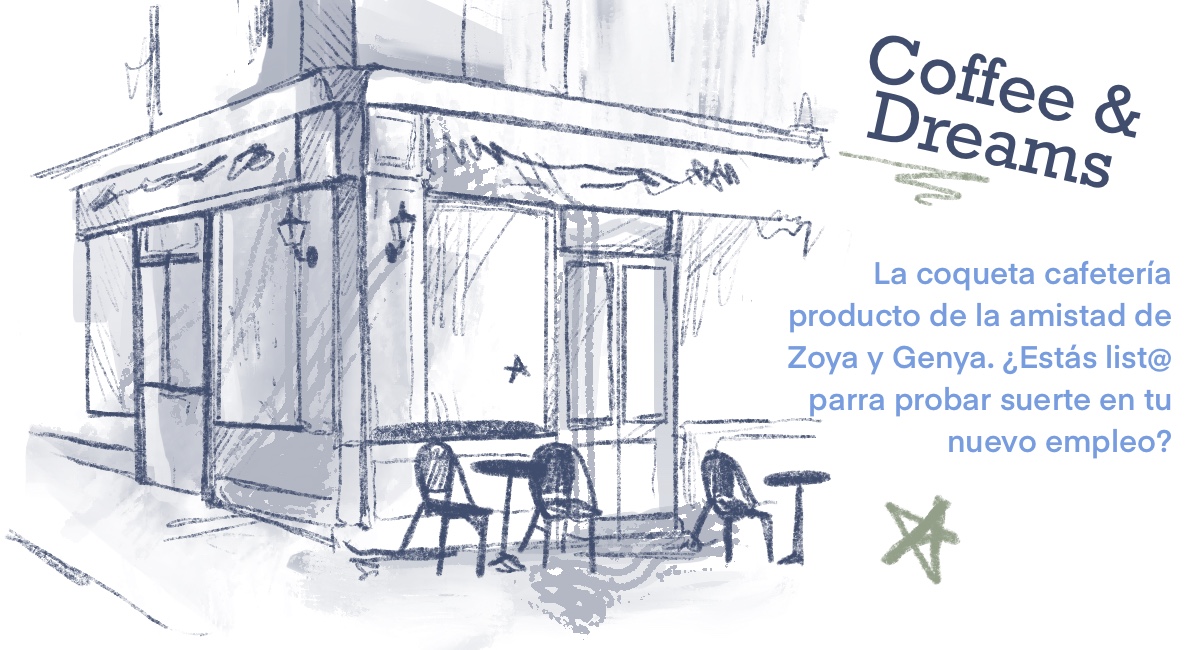 Coffee &
Dreams
La coqueta cafetería
producto de la amistad de
Zoya y Genya. ¿Estás list@
parra probar suerte en tu
nuevo empleo?